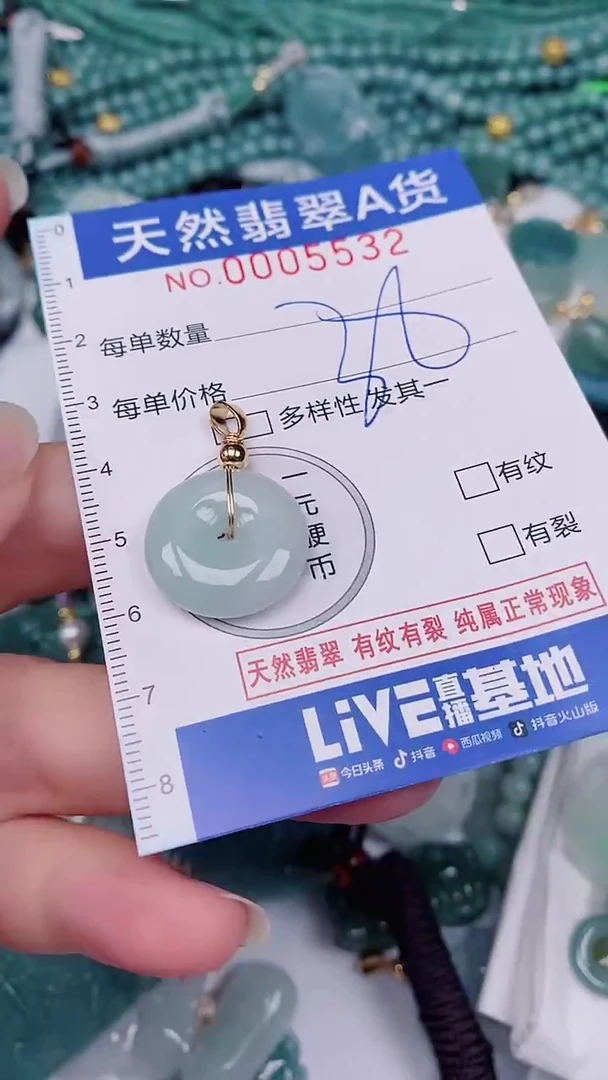 天然翡翠A货
NO.0005532
0
1
2
3
4
5
6
7
8
每单数量
每单价格
多样性 发其一
有纹
一元硬币
有裂
天然翡翠 有纹有裂 纯属正常现象
LiVE直播基地
今日头条 抖音 西瓜视频 抖音火山版